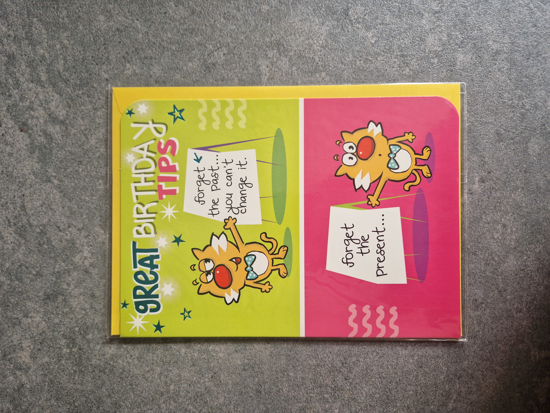 GREAT BIRTHDAY
TIPS
forget
the past...
you can't
change it.
forget
the
present...